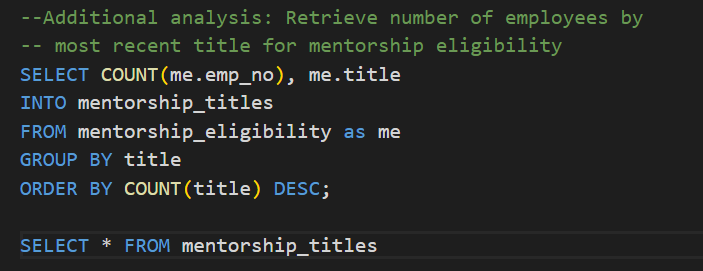 --Additional analysis: Retrieve number of employees by
-- most recent title for mentorship eligibility
SELECT COUNT(me.emp_no), me.title
INTO mentorship_titles
FROM mentorship_eligibility as me
GROUP BY title
ORDER BY COUNT(title) DESC;
SELECT * FROM mentorship_titles